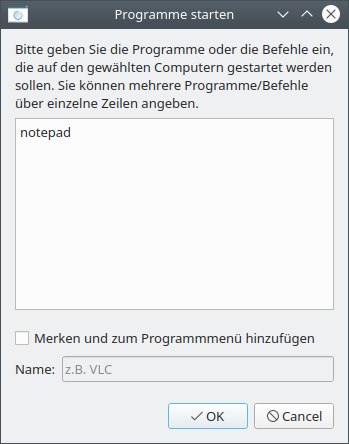 Programme starten
Bitte geben Sie die Programme oder die Befehle ein,
die auf den gewählten Computern gestartet werden
sollen. Sie können mehrere Programme/Befehle
über einzelne Zeilen angeben.
notepad
Merken und zum Programmmenü hinzufügen
Name: z.B. VLC
OK Cancel